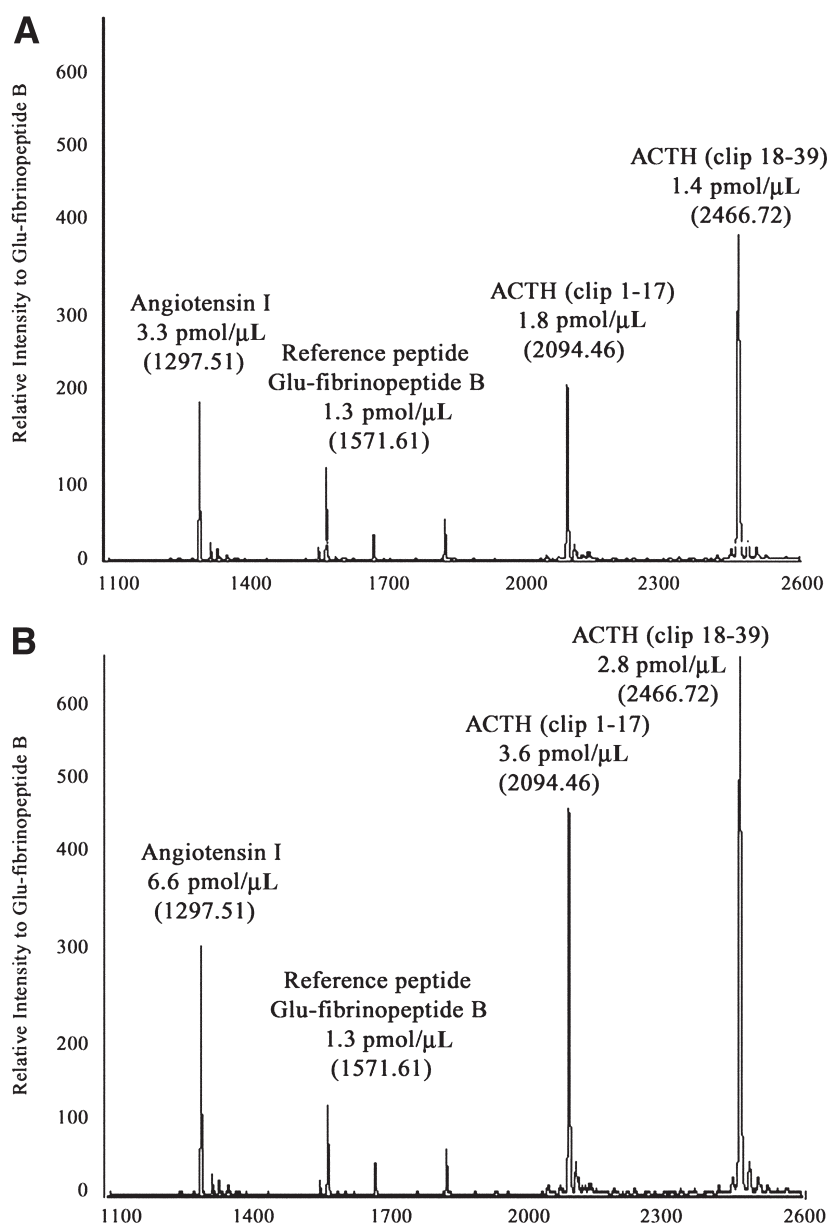 A
Relative Intensity to Glu-fibrinopeptide B
600
500
400
300
200
100
0
ACTH (clip 18-39)
1.4 pmol/µL
(2466.72)
ACTH (clip 1-17)
1.8 pmol/µL
(2094.46)
Angiotensin I
3.3 pmol/µL
(1297.51)
Reference peptide
Glu-fibrinopeptide B
1.3 pmol/µL
(1571.61)
1100 1400 1700 2000 2300 2600
B
Relative Intensity to Glu-fibrinopeptide B
600
500
400
300
200
100
0
ACTH (clip 18-39)
2.8 pmol/µL
(2466.72)
ACTH (clip 1-17)
3.6 pmol/µL
(2094.46)
Angiotensin I
6.6 pmol/µL
(1297.51)
Reference peptide
Glu-fibrinopeptide B
1.3 pmol/µL
(1571.61)
1100 1400 1700 2000 2300 2600